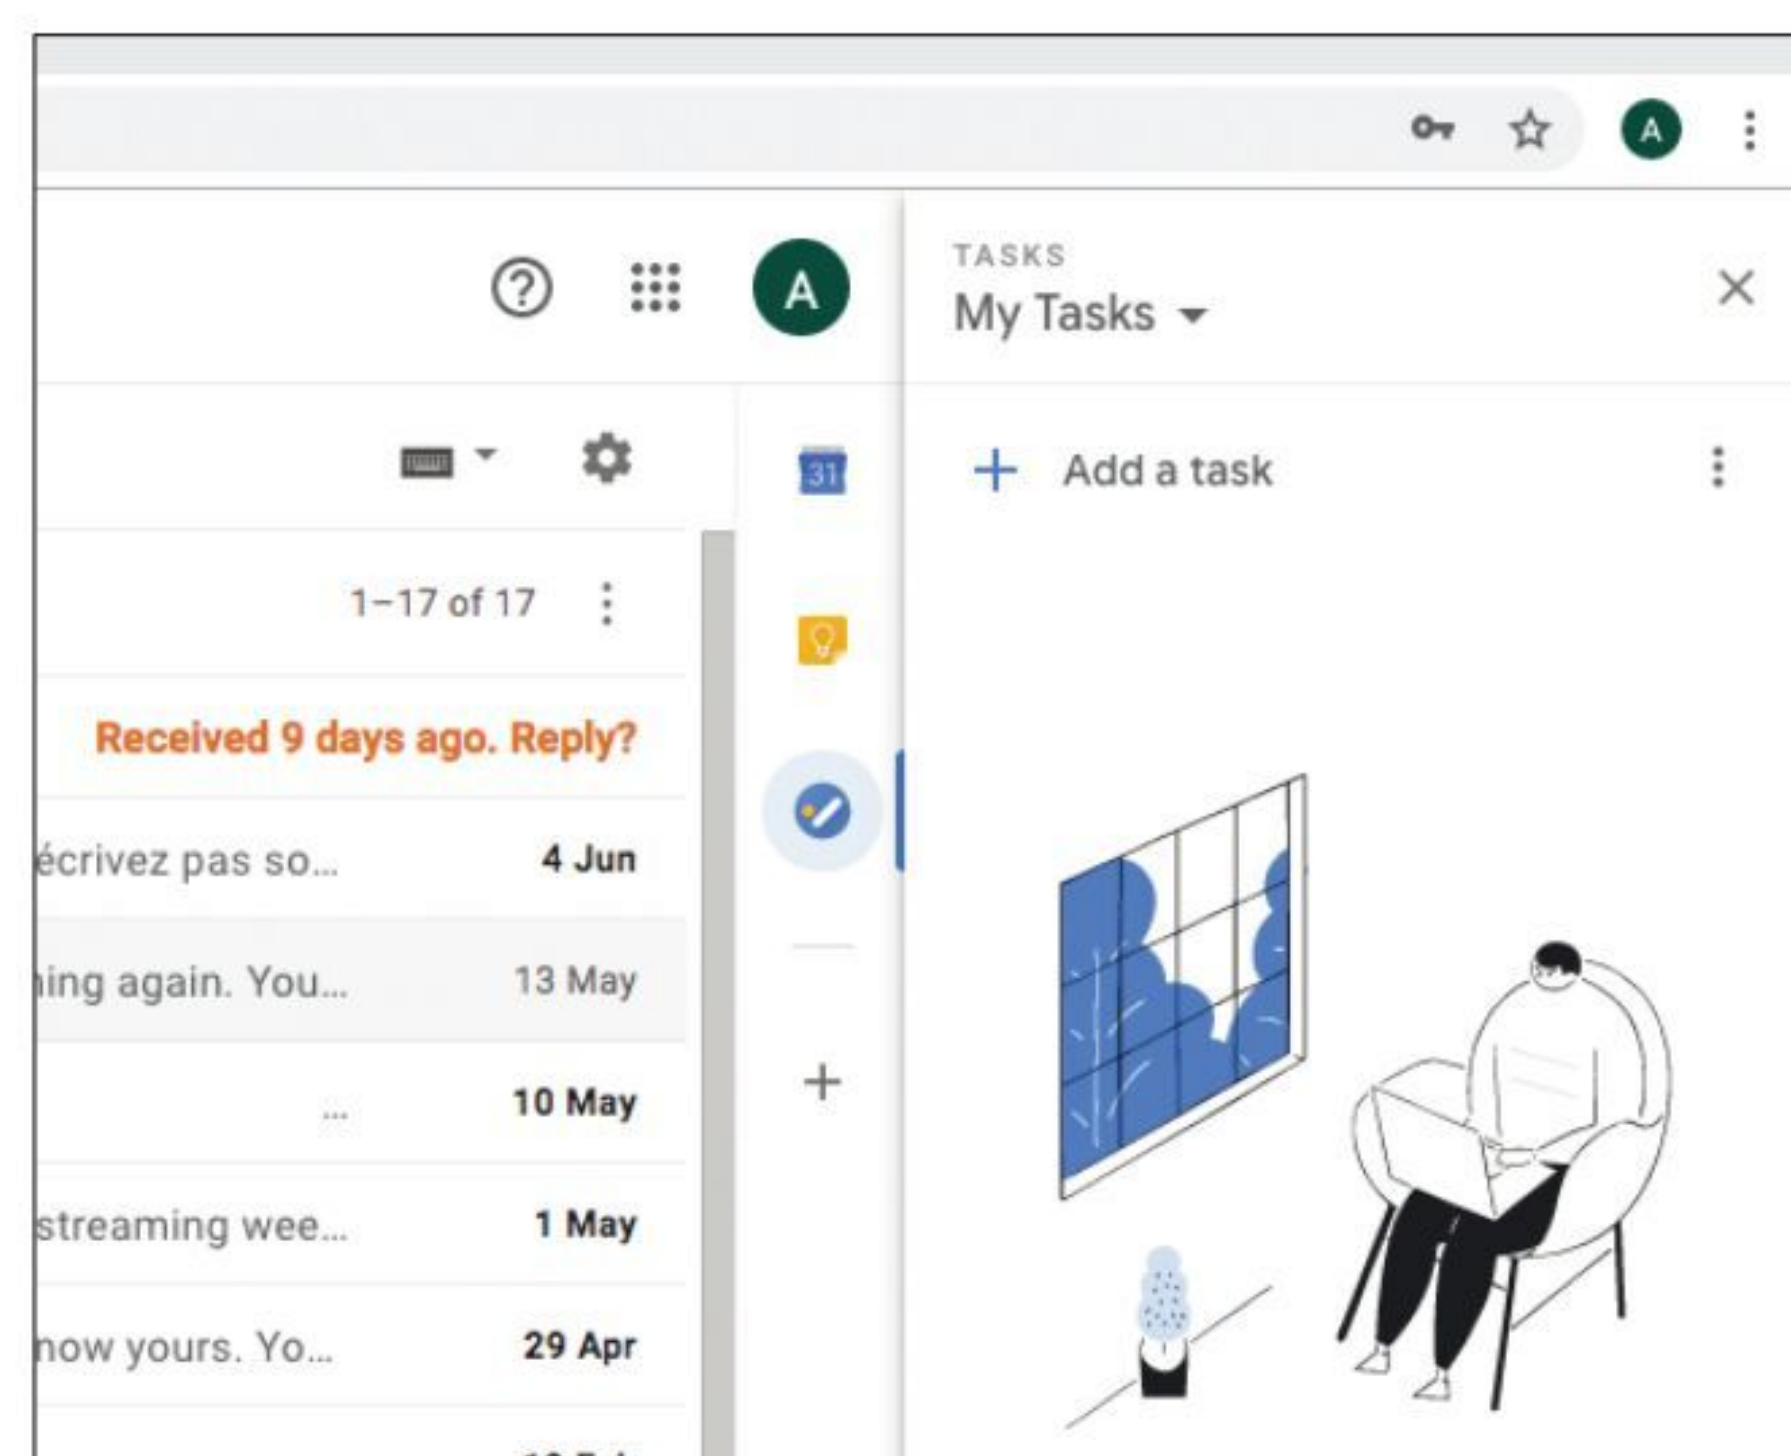 A
A
TASKS
My Tasks
31
Add a task
1–17 of 17
Received 9 days ago. Reply?
écrivez pas so… 4 Jun
ing again. You… 13 May
… 10 May
streaming wee… 1 May
now yours. Yo… 29 Apr